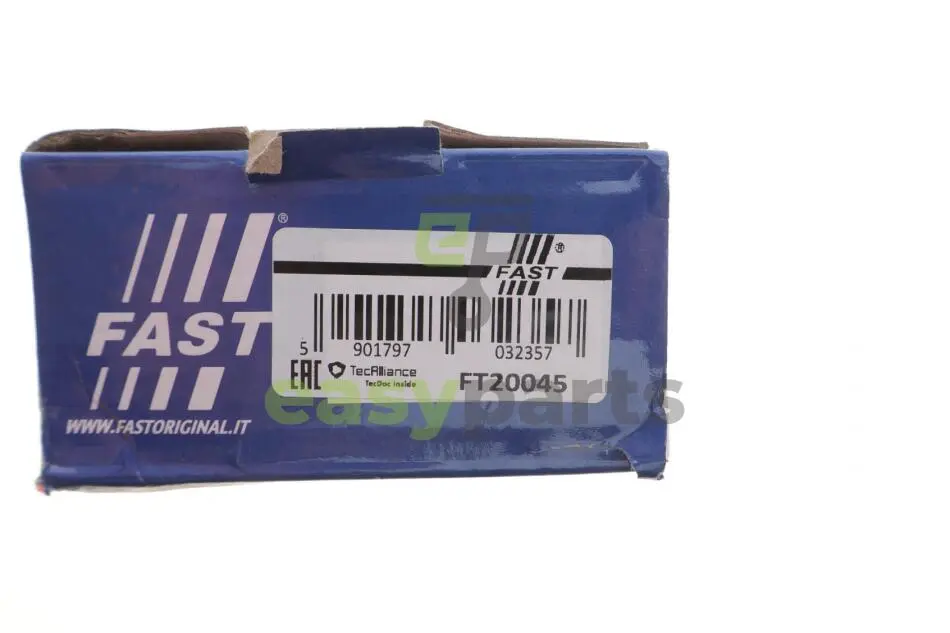 FAST®
WWW.FASTORIGINAL.IT
FAST®
5 901797 032357
EAC TecAlliance
TecDoc Inside
FT20045
easyparts